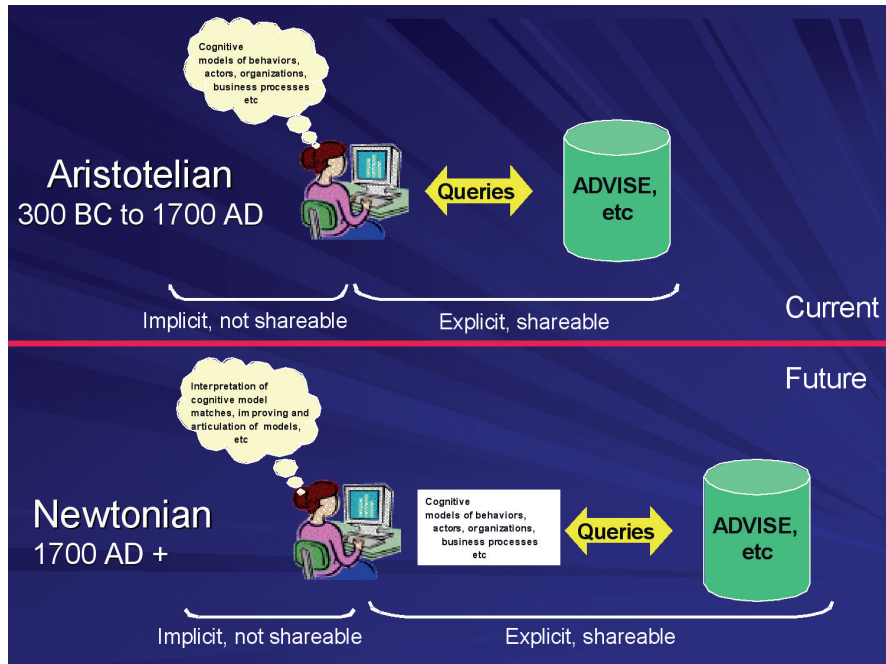 Cognitive
models of behaviors,
actors, organizations,
business processes
etc
Aristotelian
300 BC to 1700 AD
Queries
ADVISE,
etc
Implicit, not shareable
Explicit, shareable
Current
Future
Interpretation of
cognitive model
matches, im proving and
articulation of models,
etc
Newtonian
1700 AD +
Cognitive
models of behaviors,
actors, organizations,
business processes
etc
Queries
ADVISE,
etc
Implicit, not shareable
Explicit, shareable